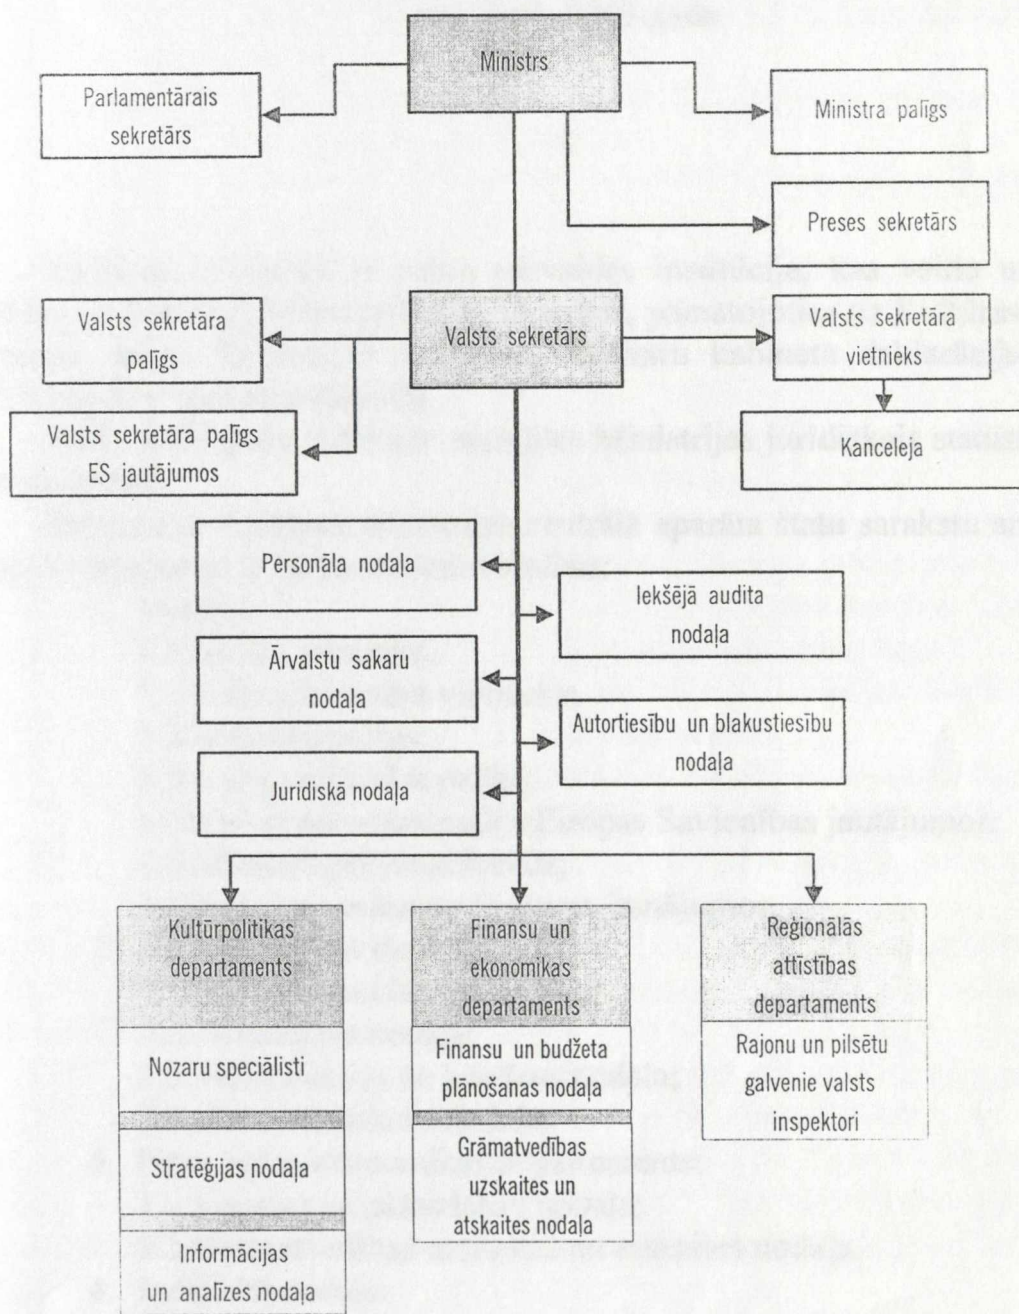 Ministrs
Parlamentārais
sekretārs
Ministra palīgs
Preses sekretārs
Valsts sekretāra
palīgs
Valsts sekretārs
Valsts sekretāra
vietnieks
Valsts sekretāra palīgs
ES jautājumos
Kanceleja
Personāla nodaļa
Iekšējā audita
nodaļa
Ārvalstu sakaru
nodaļa
Autortiesību un blakustiesību
nodaļa
Juridiskā nodaļa
Eiropas Savienības jautājumos;
Kultūrpolitikas
departaments
Nozaru speciālisti
Stratēģijas nodaļa
Informācijas
un analīzes nodaļa
Finansu un
ekonomikas
departaments
Finansu un budžeta
plānošanas nodaļa
Grāmatvedības
uzskaites un
atskaites nodaļa
Reģionālās
attīstības
departaments
Rajonu un pilsētu
galvenie valsts
inspektori